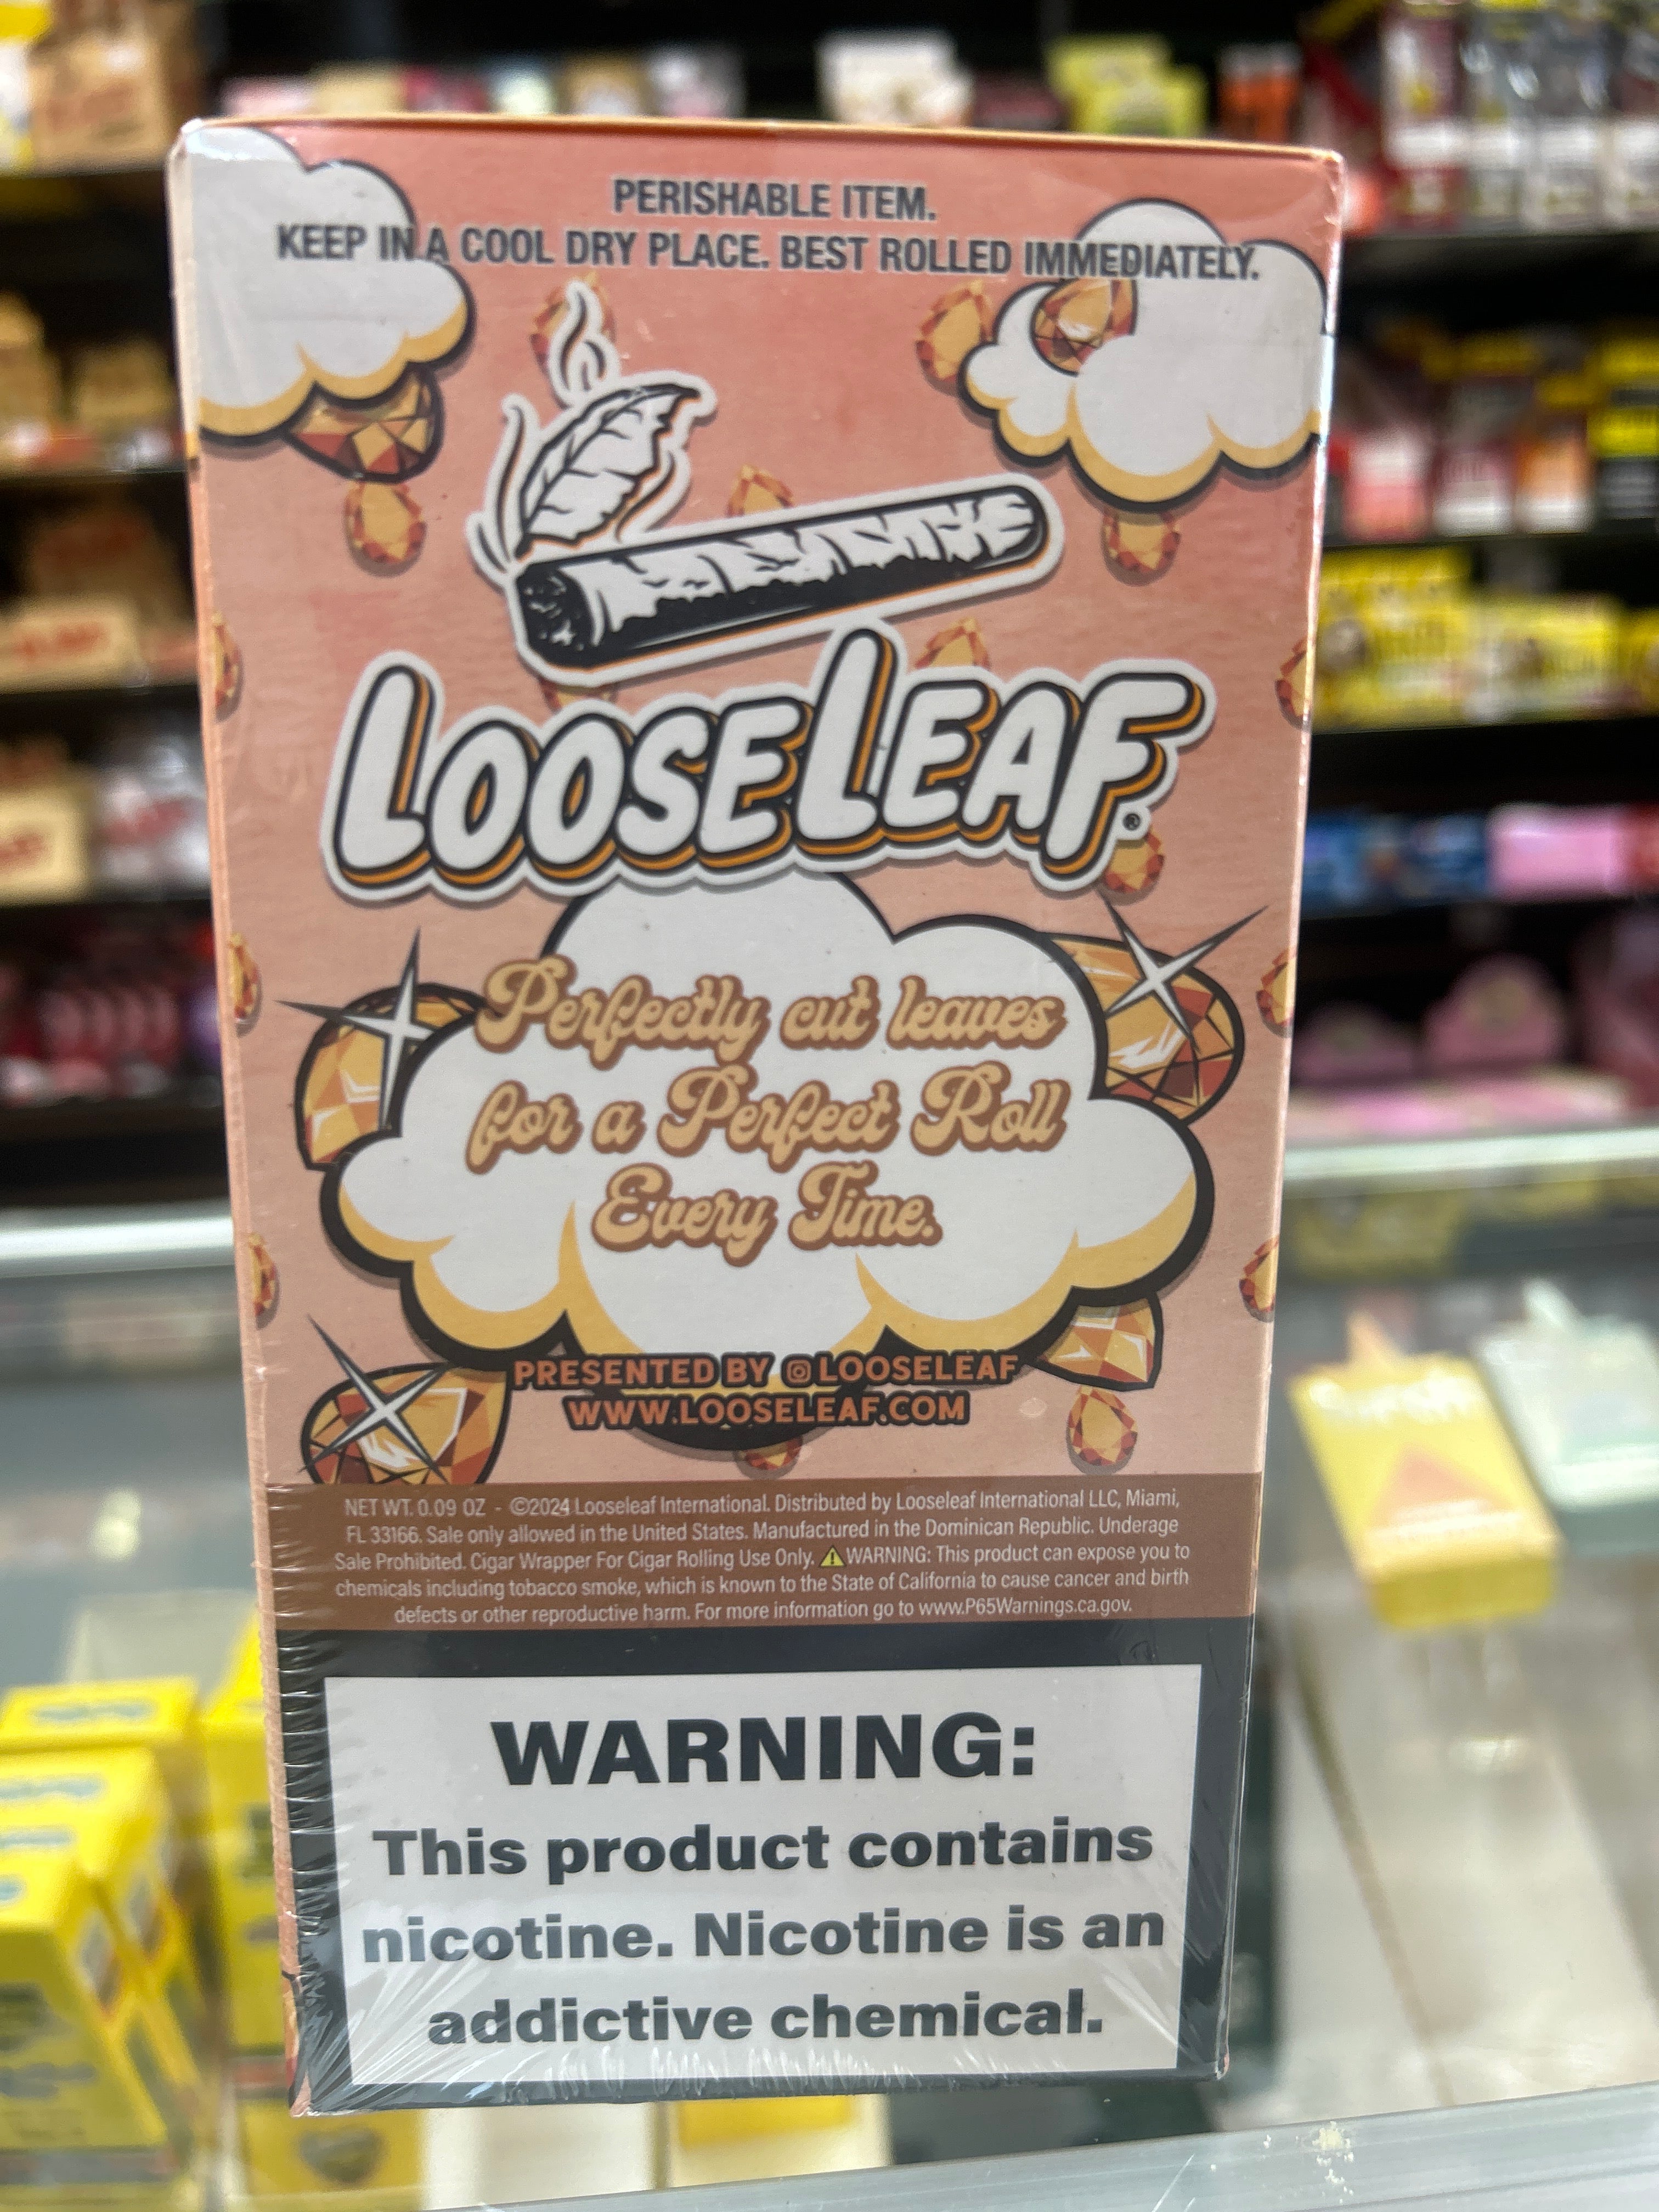 PERISHABLE ITEM.
KEEP IN A COOL DRY PLACE. BEST ROLLED IMMEDIATELY.
LOOSELEAF®
Perfectly cut leaves
for a Perfect Roll
Every Time.
PRESENTED BY @LOOSELEAF
WWW.LOOSELEAF.COM
NET WT. 0.09 OZ - ©2024 Looseleaf International. Distributed by Looseleaf International LLC, Miami,
FL 33166. Sale only allowed in the United States. Manufactured in the Dominican Republic. Underage
Sale Prohibited. Cigar Wrapper For Cigar Rolling Use Only. ⚠WARNING: This product can expose you to
chemicals including tobacco smoke, which is known to the State of California to cause cancer and birth
defects or other reproductive harm. For more information go to www.P65Warnings.ca.gov.
WARNING:
This product contains
nicotine. Nicotine is an
addictive chemical.